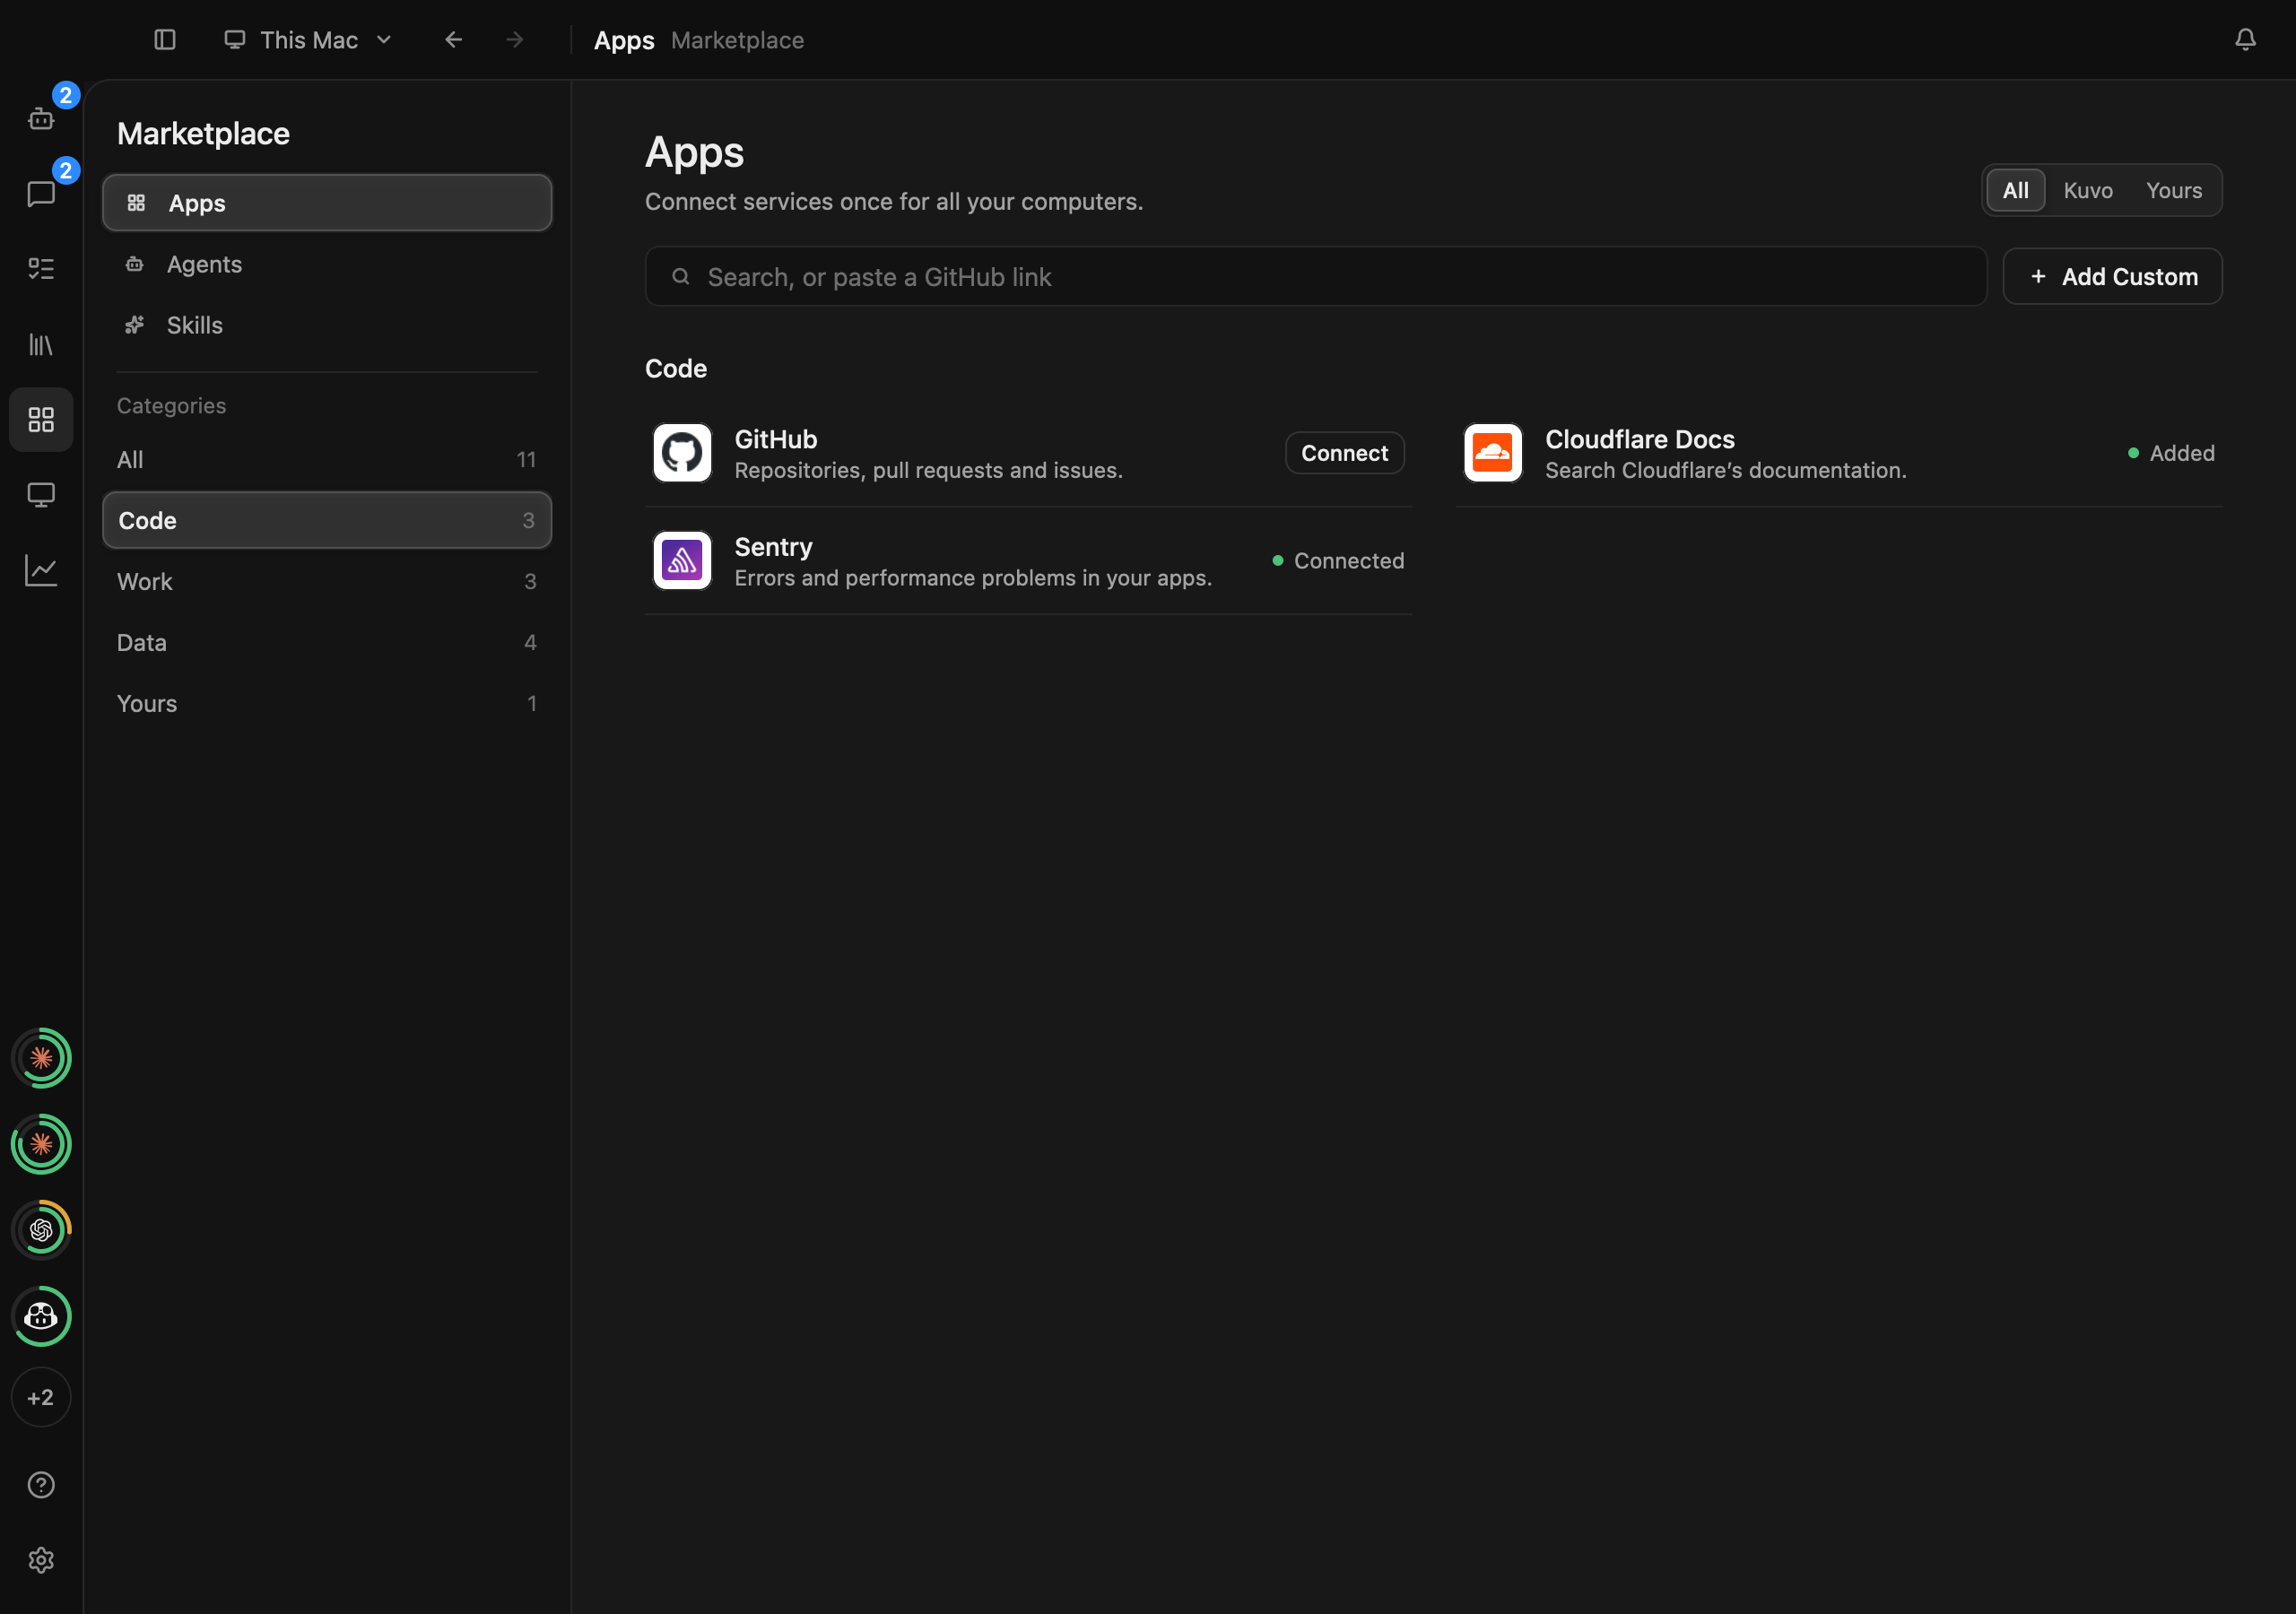 This Mac
Apps Marketplace
2
2
Marketplace
Apps
Agents
Skills
Categories
All 11
Code 3
Work 3
Data 4
Yours 1
+2
Apps
Connect services once for all your computers.
All Kuvo Yours
Search, or paste a GitHub link
+ Add Custom
Code
GitHub
Repositories, pull requests and issues.
Connect
Cloudflare Docs
Search Cloudflare’s documentation.
Added
Sentry
Errors and performance problems in your apps.
Connected